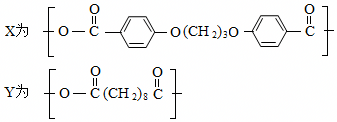 X为 [O—C(=O)—⌬—O(CH₂)₃O—⌬—C(=O)]
Y为 [O—C(=O)(CH₂)₈C(=O)]